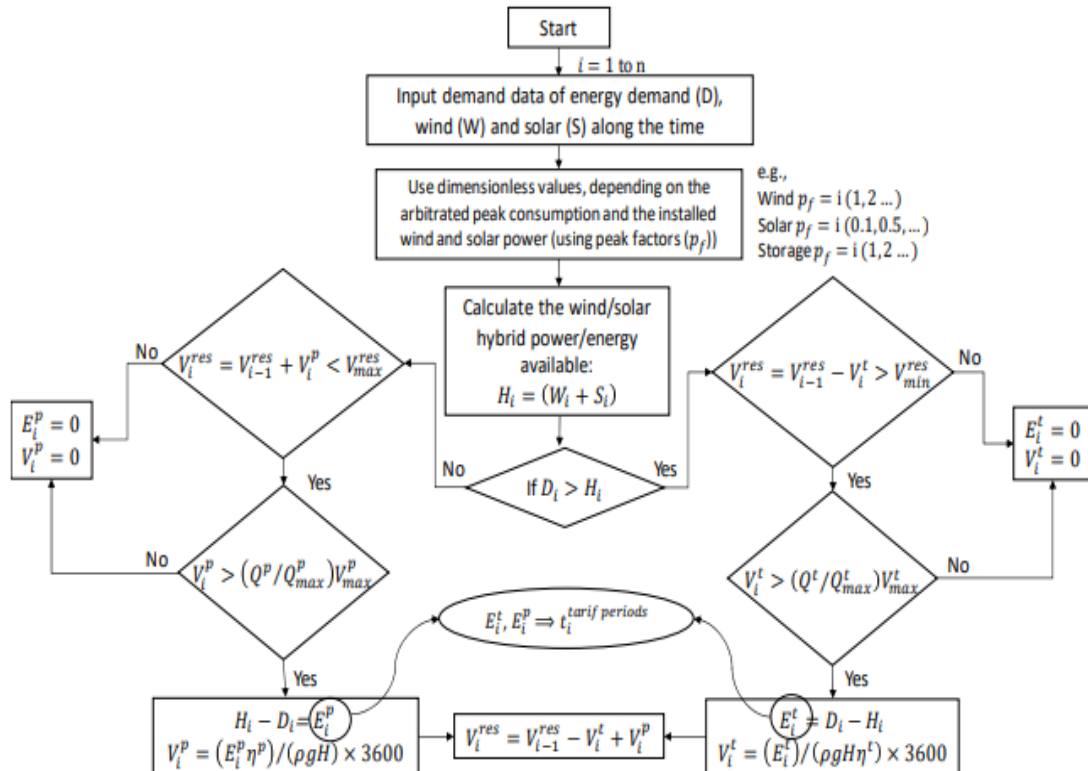 Start
i = 1 to n
Input demand data of energy demand (D),
wind (W) and solar (S) along the time
Use dimensionless values, depending on the
arbitrated peak consumption and the installed
wind and solar power (using peak factors (p_f))
e.g.,
Wind p_f = i (1,2 ...)
Solar p_f = i (0.1,0.5, ...)
Storage p_f = i (1,2 ...)
Calculate the wind/solar
hybrid power/energy
available:
H_i = (W_i + S_i)
If D_i > H_i
No
Yes
V_i^res = V_{i-1}^res + V_i^p < V_max^res
No
Yes
E_i^p = 0
V_i^p = 0
V_i^p > (Q^p/Q_max^p)V_max^p
No
Yes
V_i^res = V_{i-1}^res − V_i^t > V_min^res
No
Yes
E_i^t = 0
V_i^t = 0
V_i^t > (Q^t/Q_max^t)V_max^t
No
Yes
E_i^t, E_i^p ⇒ t_i^{tarif periods}
H_i − D_i = E_i^p
V_i^p = (E_i^p η^p)/(ρgH) × 3600
V_i^res = V_{i-1}^res − V_i^t + V_i^p
E_i^t = D_i − H_i
V_i^t = (E_i^t)/(ρgHη^t) × 3600